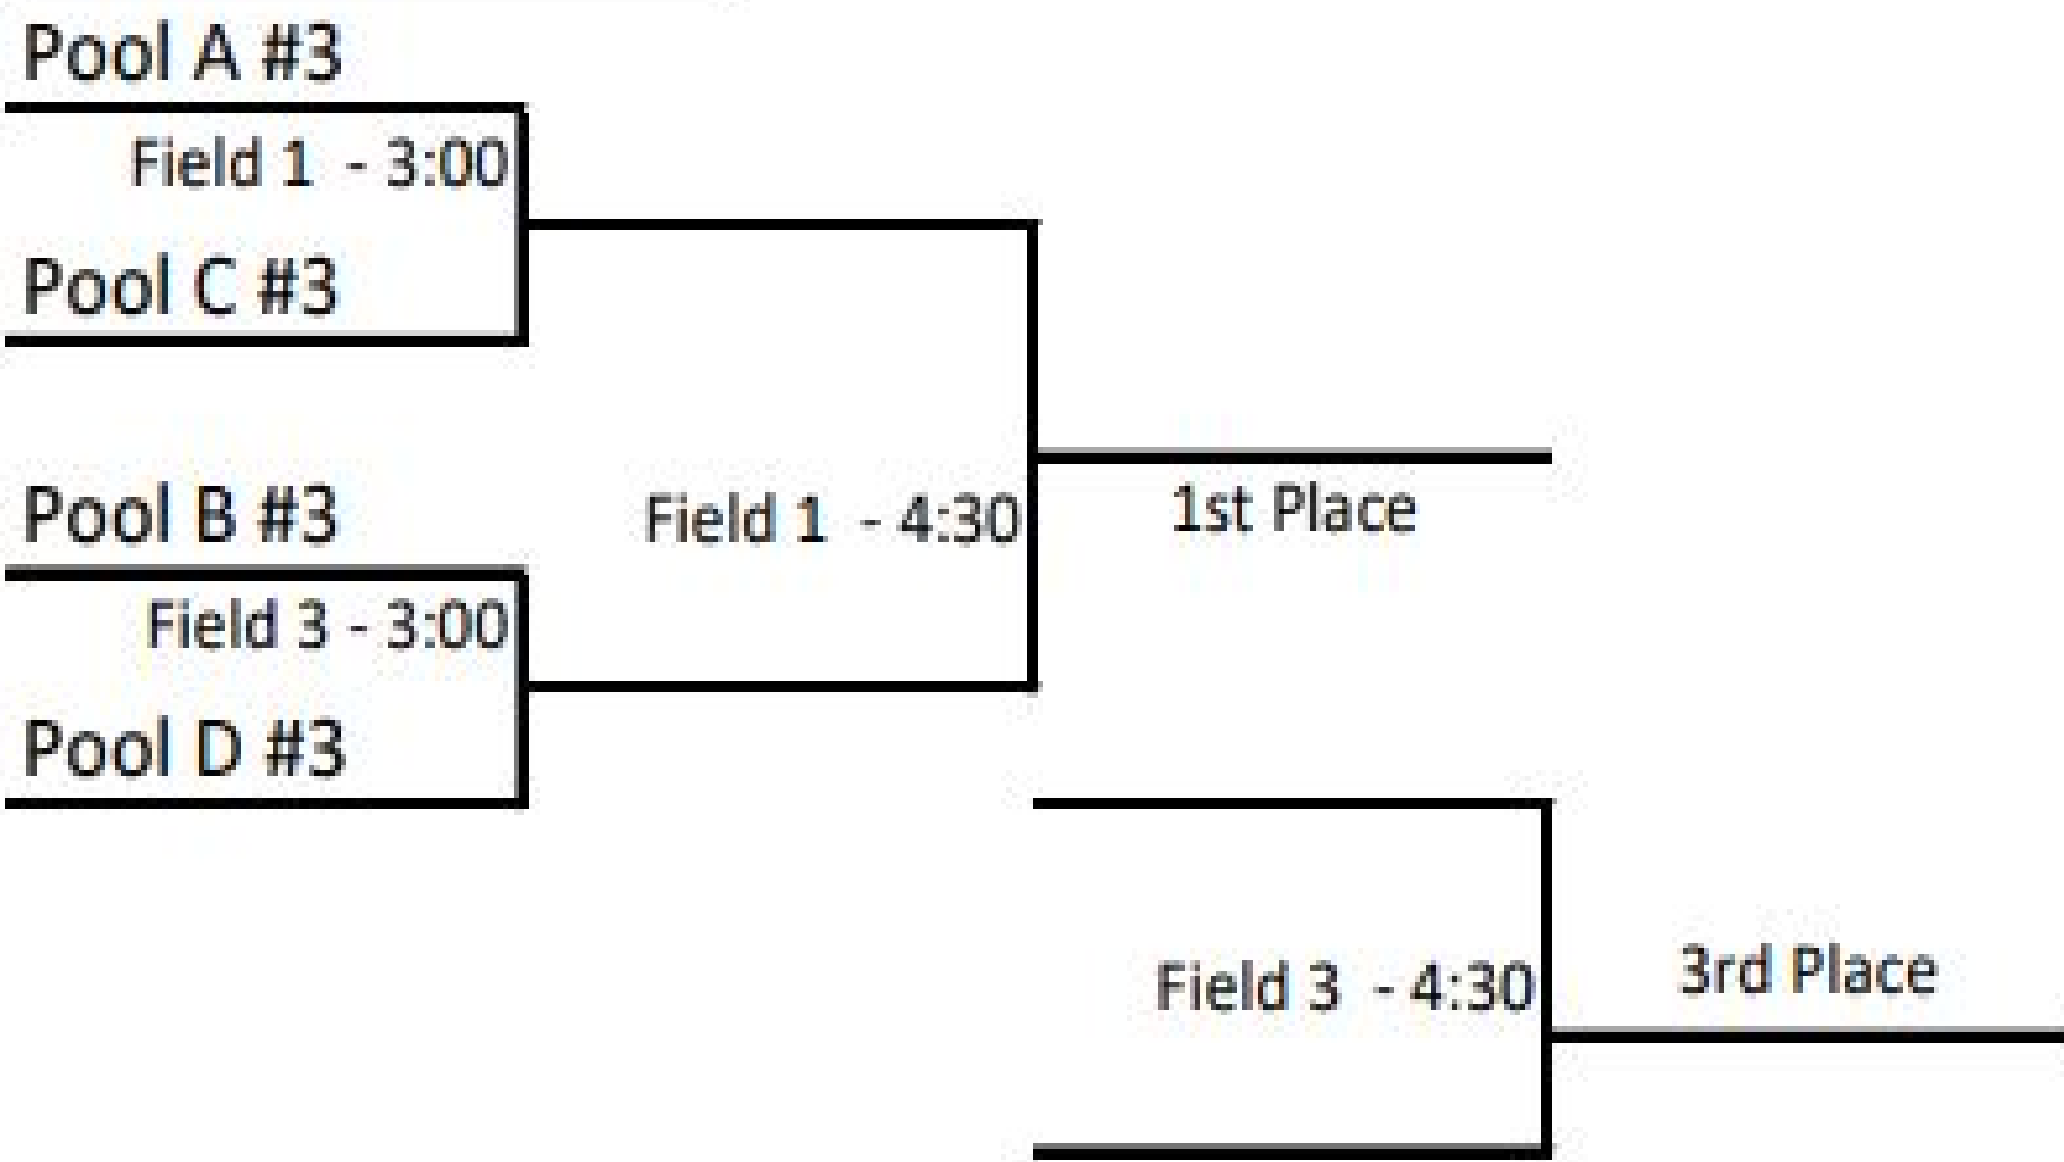 Pool A #3
Field 1 - 3:00
Pool C #3
Pool B #3
Field 1 - 4:30
1st Place
Field 3 - 3:00
Pool D #3
Field 3 - 4:30
3rd Place